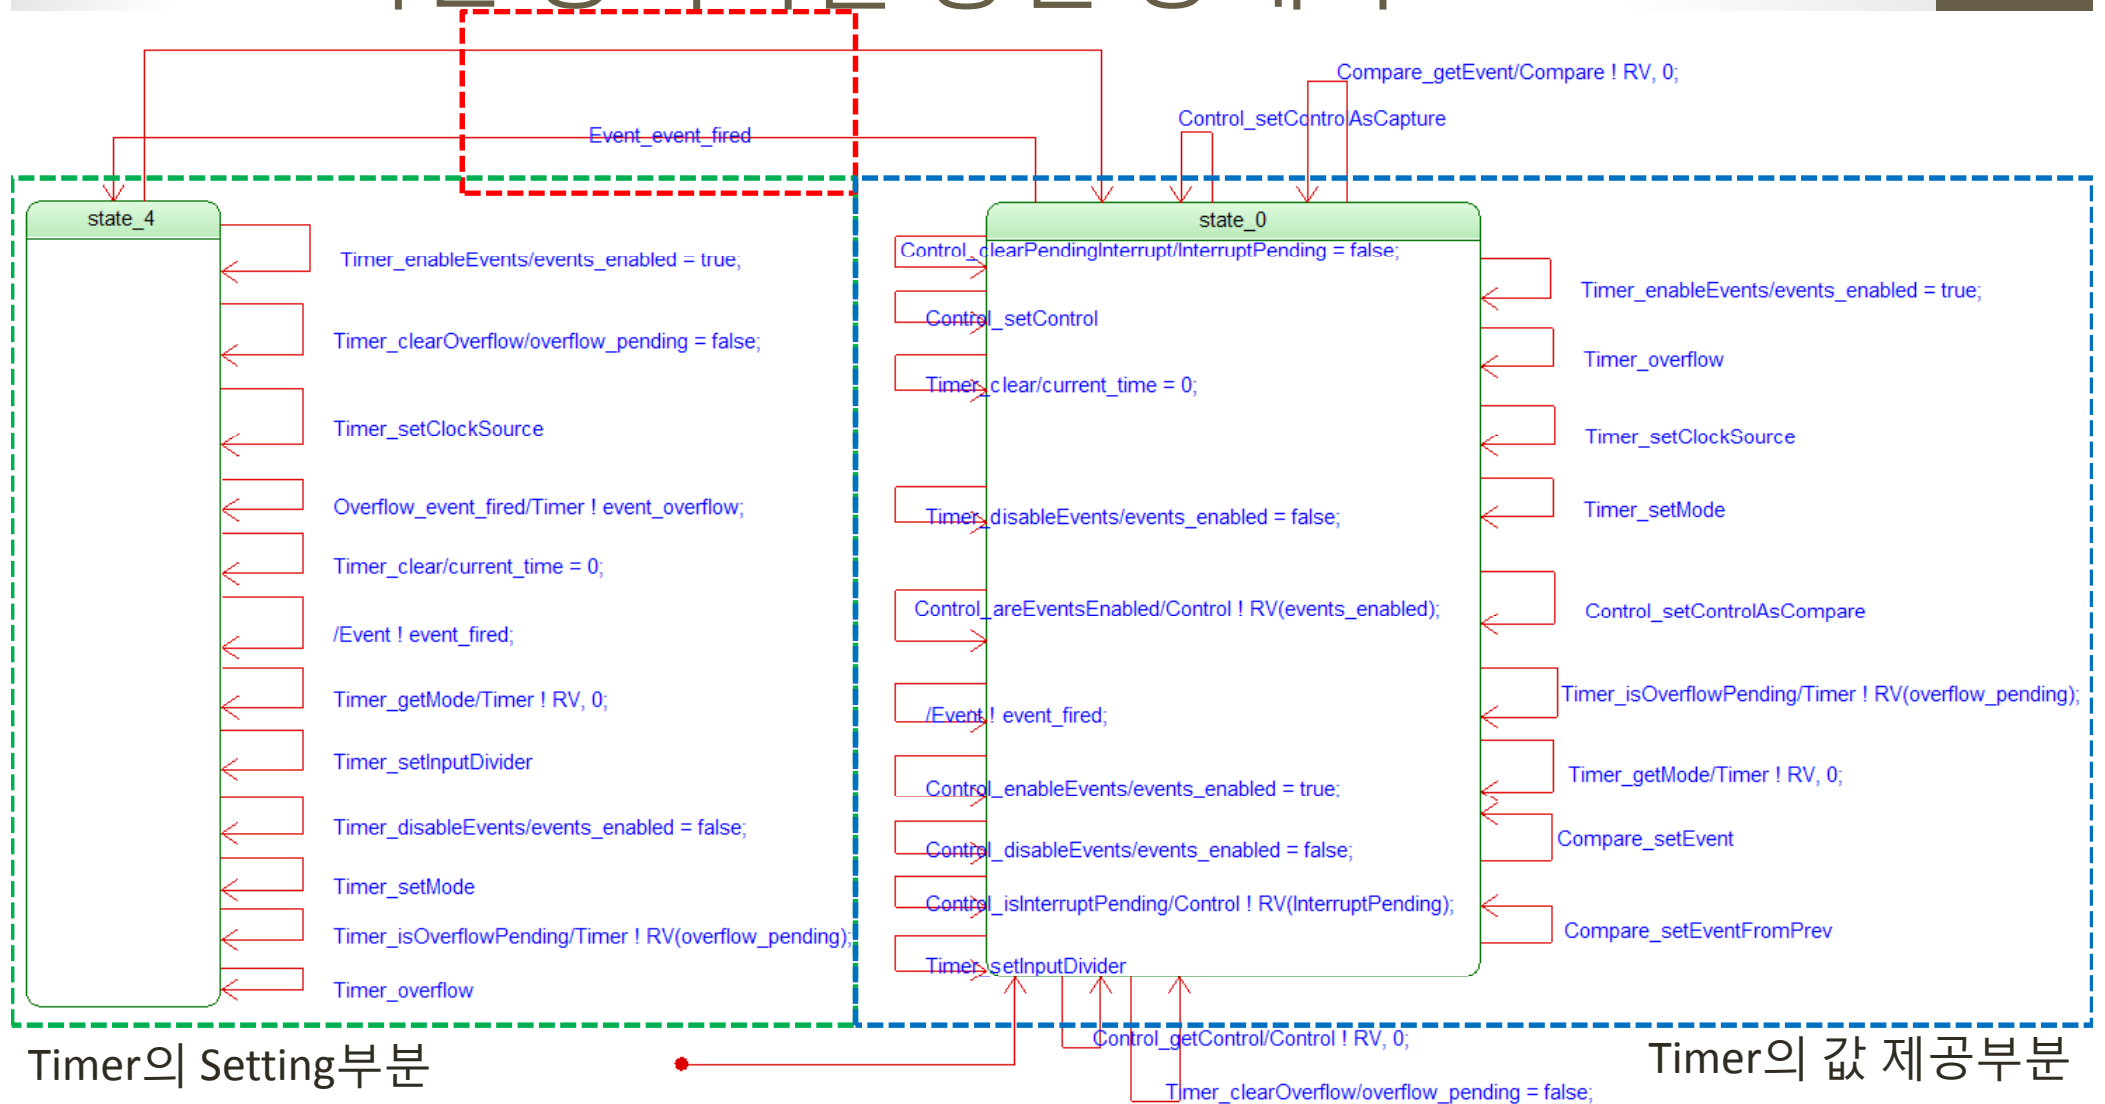 Compare_getEvent/Compare ! RV, 0;
Control_setControlAsCapture
Event_event_fired
state_4
Timer_enableEvents/events_enabled = true;
Timer_clearOverflow/overflow_pending = false;
Timer_setClockSource
Overflow_event_fired/Timer ! event_overflow;
Timer_clear/current_time = 0;
/Event ! event_fired;
Timer_getMode/Timer ! RV, 0;
Timer_setInputDivider
Timer_disableEvents/events_enabled = false;
Timer_setMode
Timer_isOverflowPending/Timer ! RV(overflow_pending);
Timer_overflow
state_0
Control_clearPendingInterrupt/InterruptPending = false;
Control_setControl
Timer_clear/current_time = 0;
Timer_disableEvents/events_enabled = false;
Control_areEventsEnabled/Control ! RV(events_enabled);
/Event ! event_fired;
Control_enableEvents/events_enabled = true;
Control_disableEvents/events_enabled = false;
Control_isInterruptPending/Control ! RV(InterruptPending);
Timer_setInputDivider
Timer_enableEvents/events_enabled = true;
Timer_overflow
Timer_setClockSource
Timer_setMode
Control_setControlAsCompare
Timer_isOverflowPending/Timer ! RV(overflow_pending);
Timer_getMode/Timer ! RV, 0;
Compare_setEvent
Compare_setEventFromPrev
Control_getControl/Control ! RV, 0;
Timer_clearOverflow/overflow_pending = false;
Timer의 Setting부분
Timer의 값 제공부분